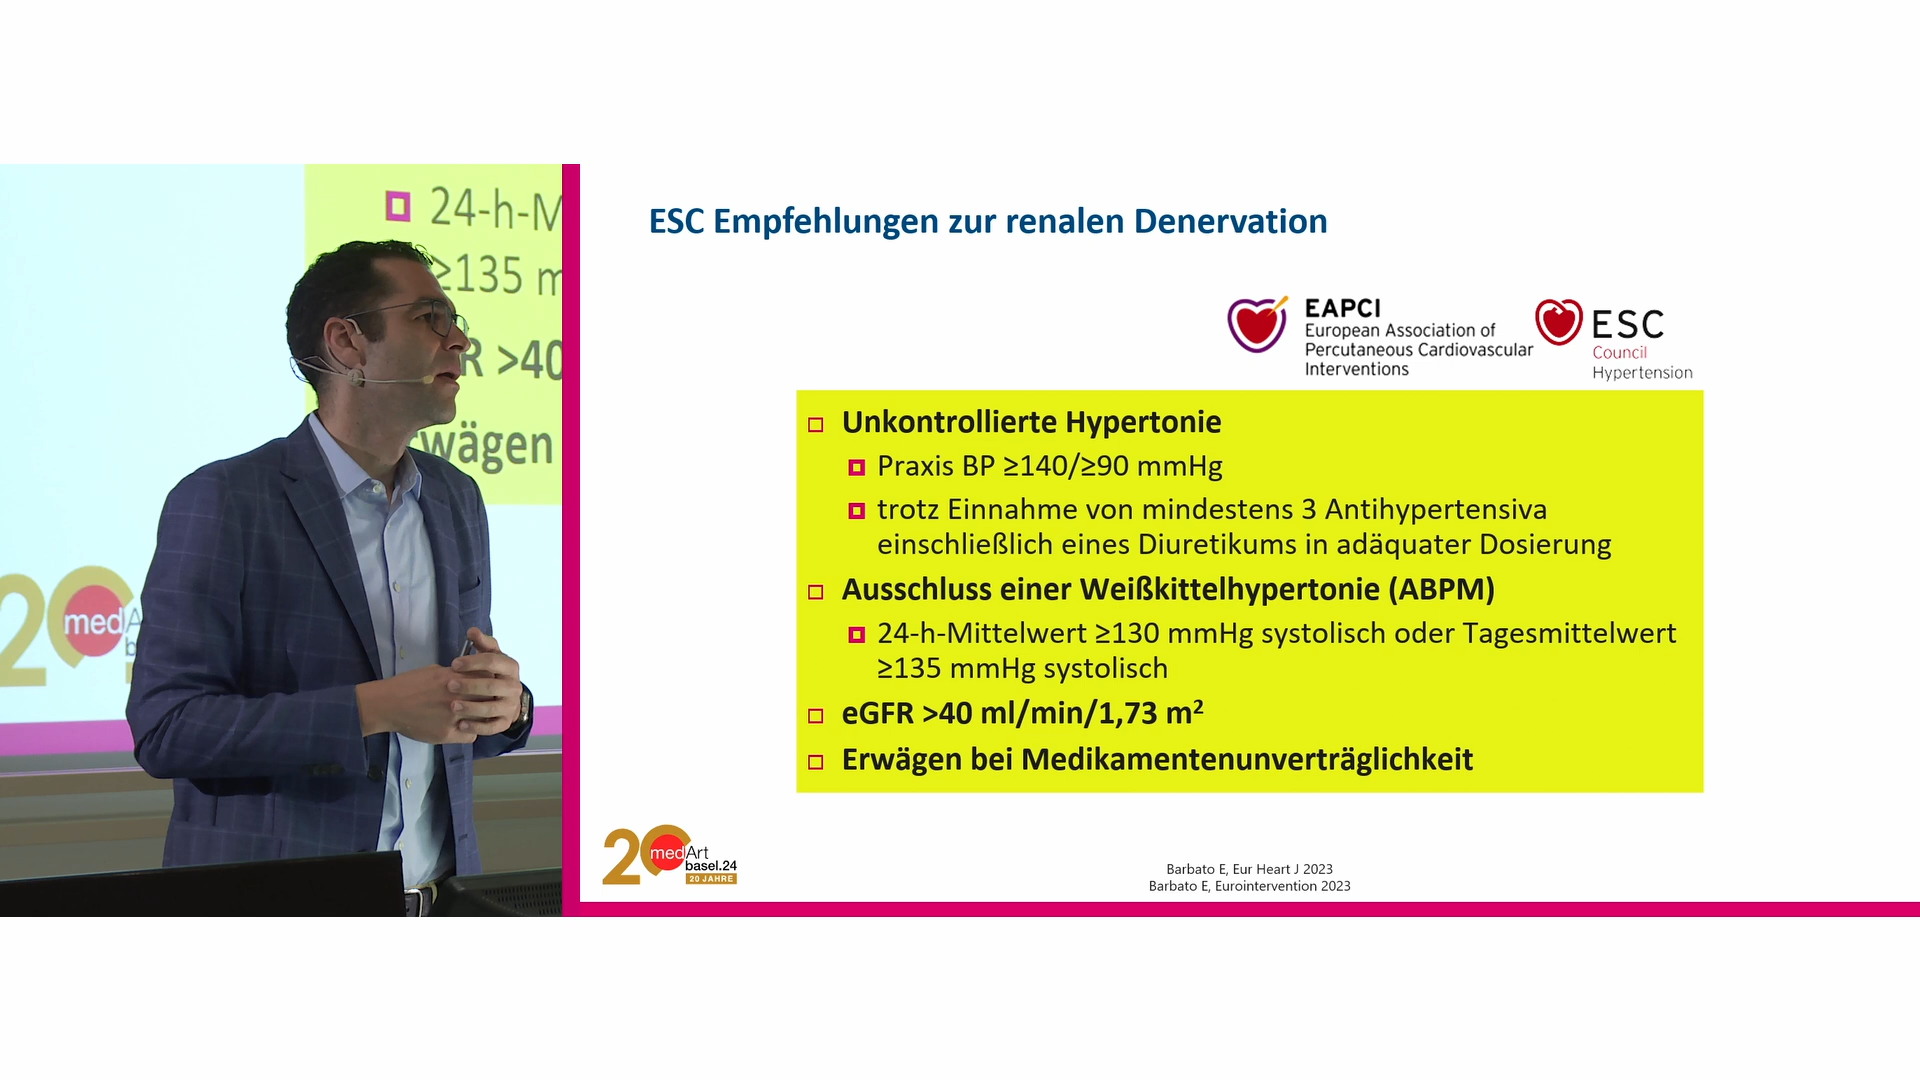 24-h-M
≥135 m
R >40
wägen
20
medA
b
ESC Empfehlungen zur renalen Denervation
EAPCI
European Association of
Percutaneous Cardiovascular
Interventions
ESC
Council
Hypertension
Unkontrollierte Hypertonie
Praxis BP ≥140/≥90 mmHg
trotz Einnahme von mindestens 3 Antihypertensiva
einschließlich eines Diuretikums in adäquater Dosierung
Ausschluss einer Weißkittelhypertonie (ABPM)
24-h-Mittelwert ≥130 mmHg systolisch oder Tagesmittelwert
≥135 mmHg systolisch
eGFR >40 ml/min/1,73 m²
Erwägen bei Medikamentenunverträglichkeit
20
medArt
basel.24
20 JAHRE
Barbato E, Eur Heart J 2023
Barbato E, Eurointervention 2023